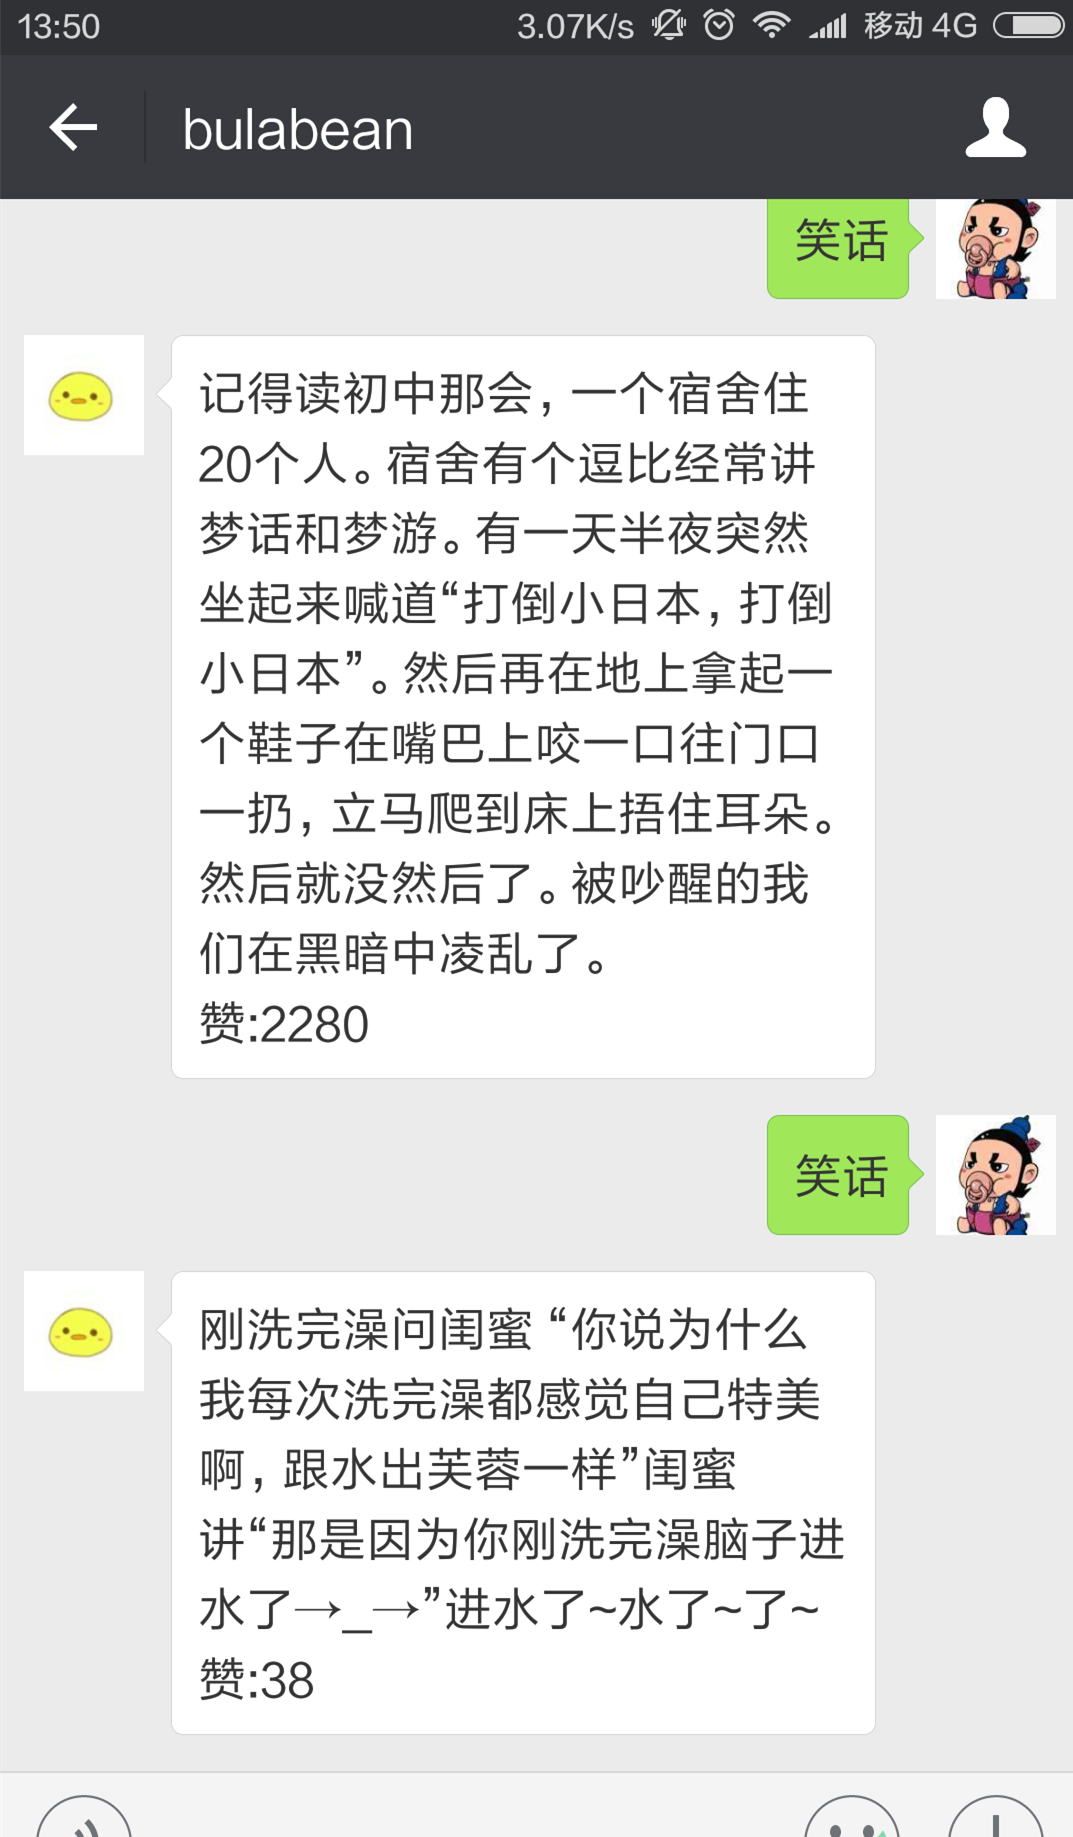 13:50 3.07K/s 移动 4G
bulabean
笑话
记得读初中那会，一个宿舍住
20个人。宿舍有个逗比经常讲
梦话和梦游。有一天半夜突然
坐起来喊道“打倒小日本，打倒
小日本”。然后再在地上拿起一
个鞋子在嘴巴上咬一口往门口
一扔，立马爬到床上捂住耳朵。
然后就没然后了。被吵醒的我
们在黑暗中凌乱了。
赞:2280
笑话
刚洗完澡问闺蜜 “你说为什么
我每次洗完澡都感觉自己特美
啊，跟水出芙蓉一样”闺蜜
讲“那是因为你刚洗完澡脑子进
水了→_→”进水了~水了~了~
赞:38